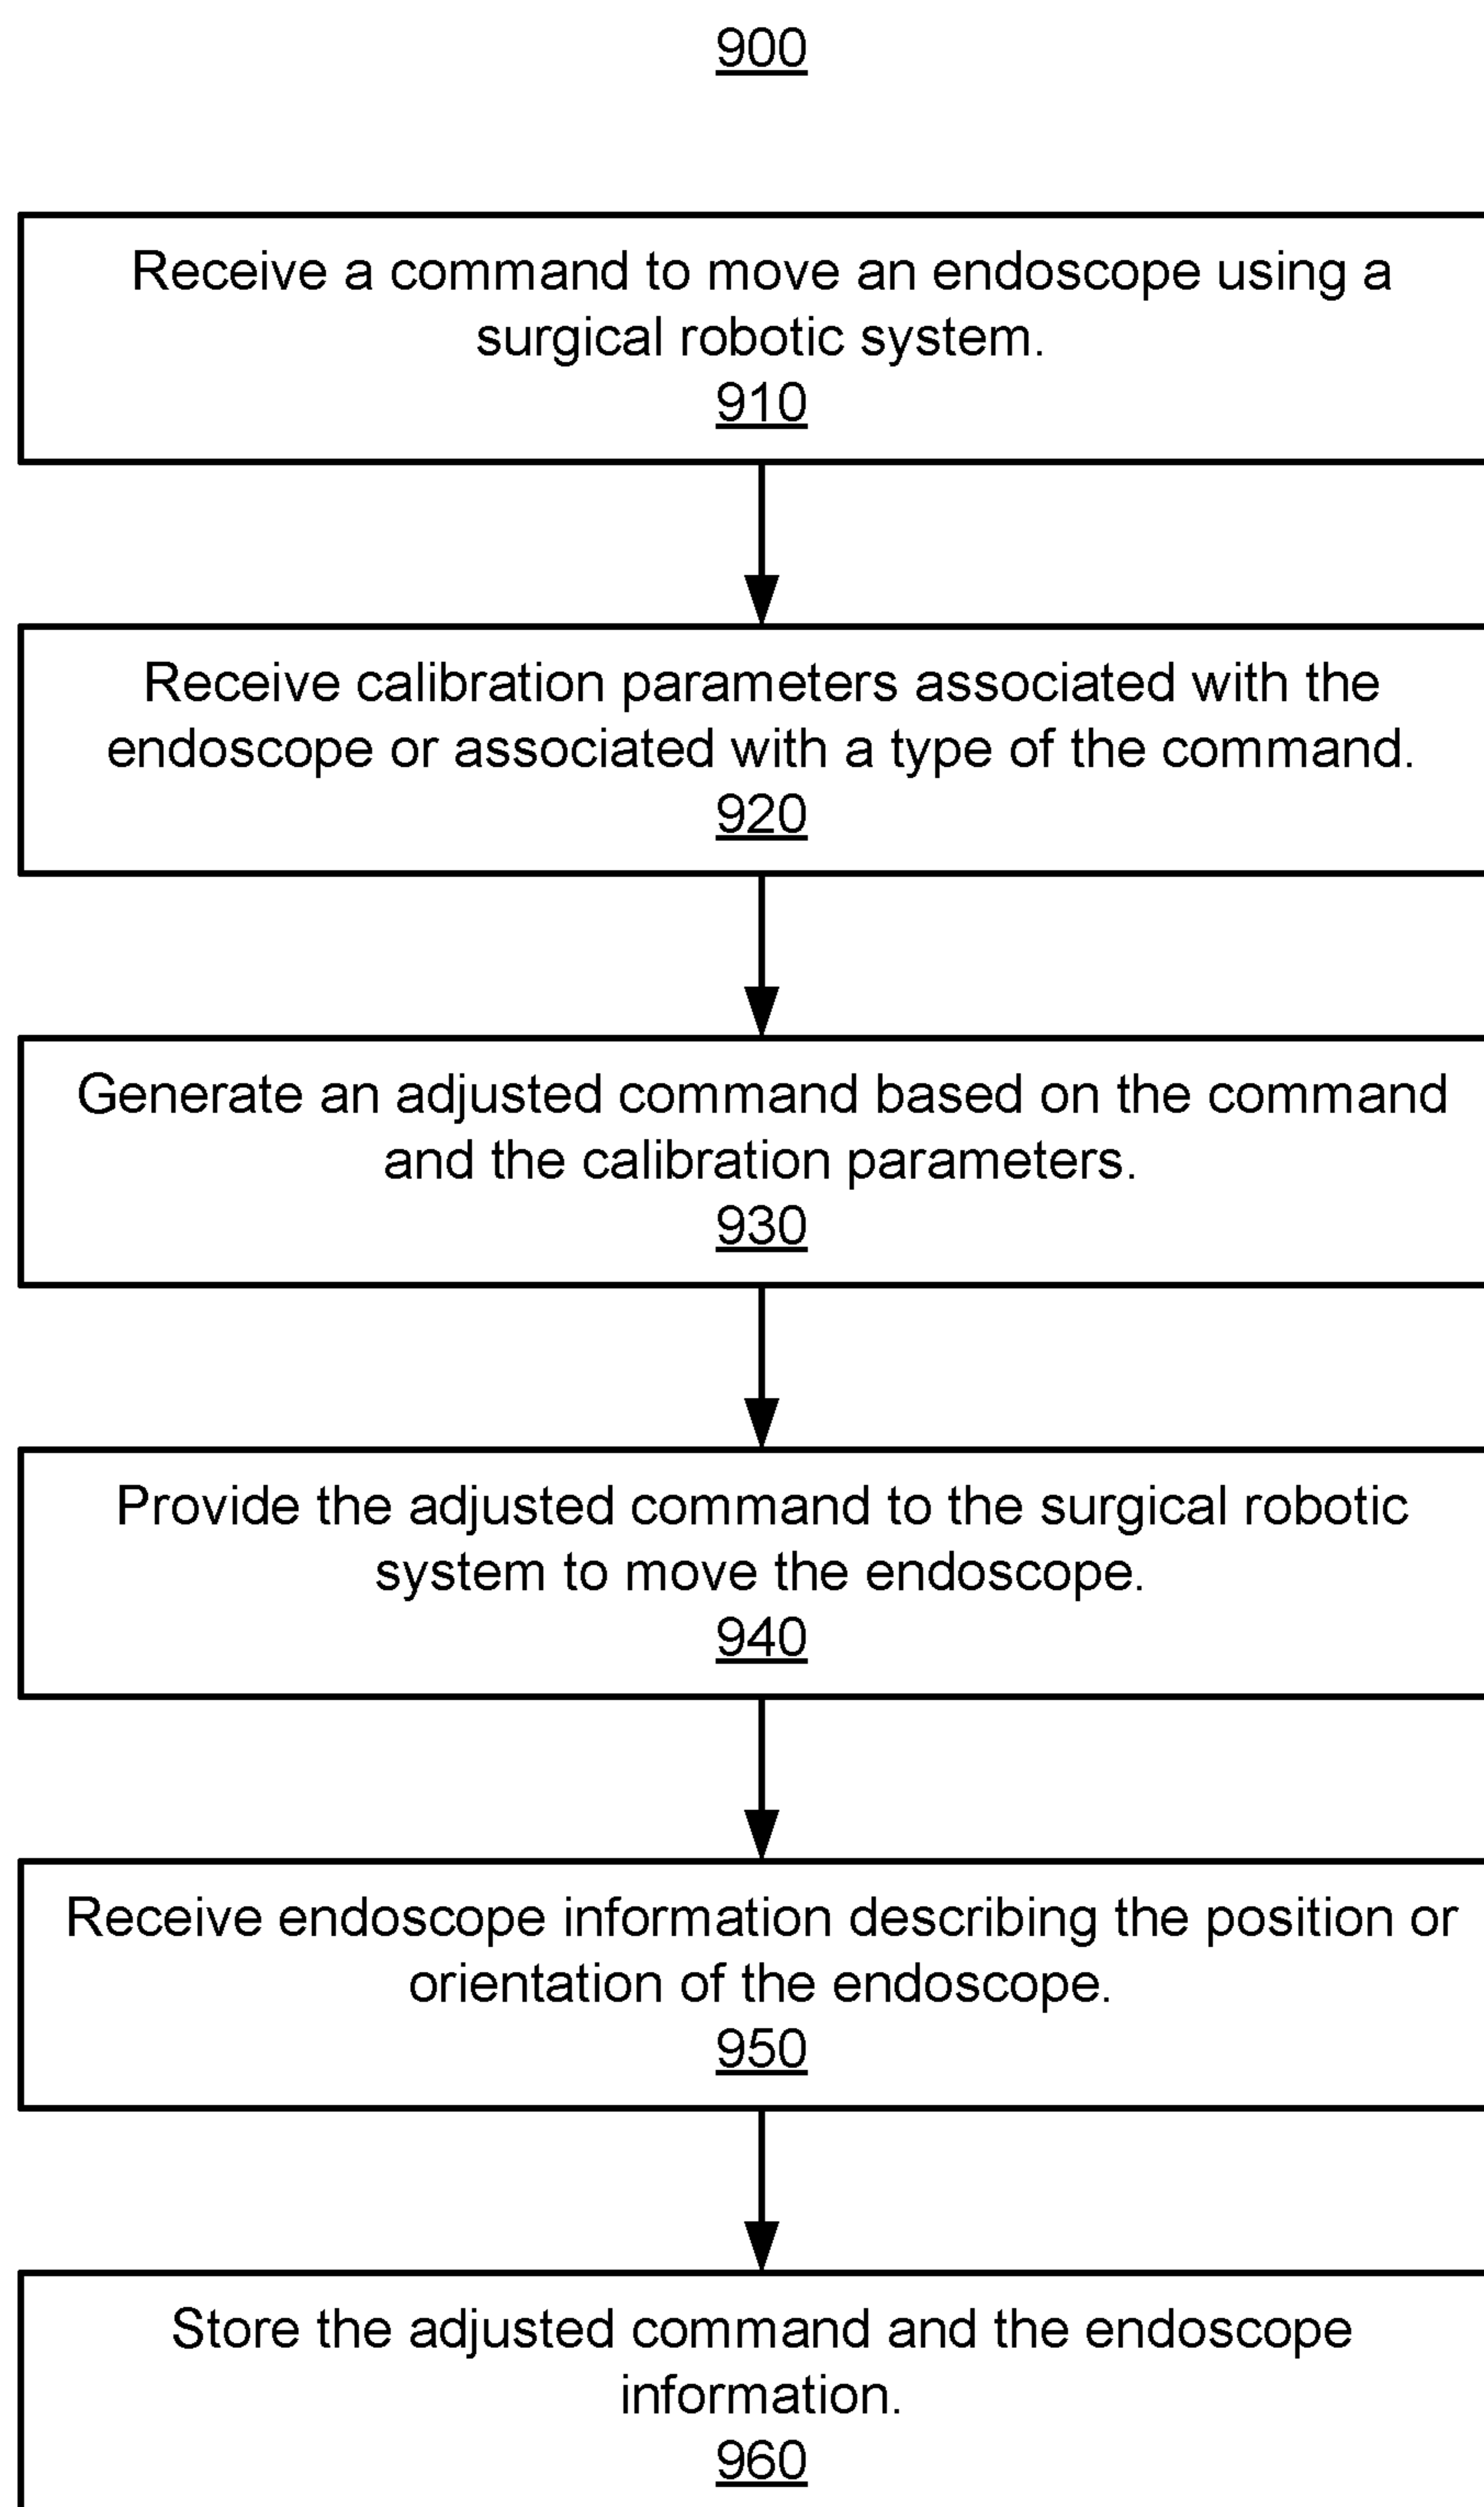 900
Receive a command to move an endoscope using a
surgical robotic system.
910
Receive calibration parameters associated with the
endoscope or associated with a type of the command.
920
Generate an adjusted command based on the command
and the calibration parameters.
930
Provide the adjusted command to the surgical robotic
system to move the endoscope.
940
Receive endoscope information describing the position or
orientation of the endoscope.
950
Store the adjusted command and the endoscope
information.
960